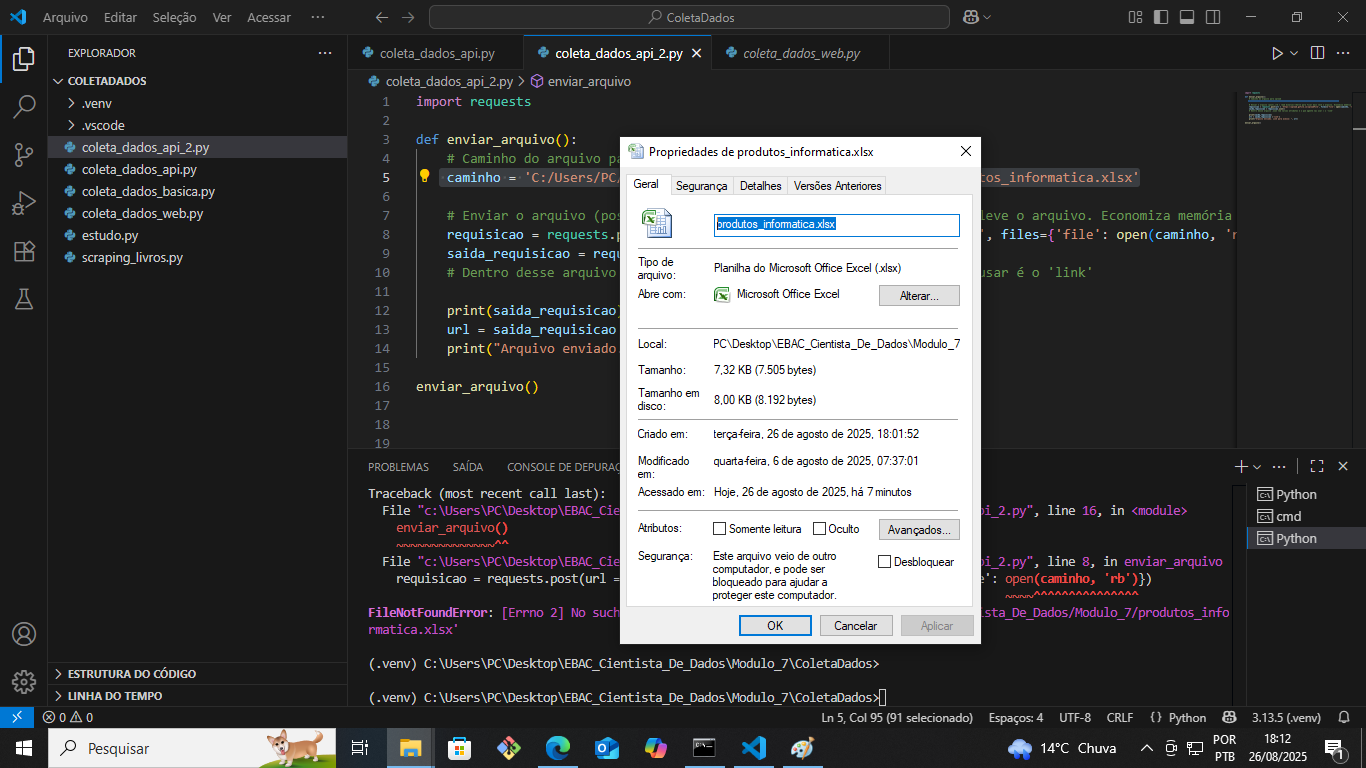 Arquivo Editar Seleção Ver Acessar ··· ColetaDados
EXPLORADOR ···
COLETADADOS
.venv
.vscode
coleta_dados_api_2.py
coleta_dados_api.py
coleta_dados_basica.py
coleta_dados_web.py
estudo.py
scraping_livros.py
ESTRUTURA DO CÓDIGO
LINHA DO TEMPO
coleta_dados_api.py coleta_dados_api_2.py coleta_dados_web.py
coleta_dados_api_2.py > enviar_arquivo
1 import requests
2
3 def enviar_arquivo():
4 # Caminho do arquivo pa
5 caminho = 'C:/Users/PC/ tos_informatica.xlsx'
6
7 # Enviar o arquivo (pos leve o arquivo. Economiza memória
8 requisicao = requests.p ", files={'file': open(caminho, 'r
9 saida_requisicao = requ
10 # Dentro desse arquivo usar é o 'link'
11
12 print(saida_requisicao)
13 url = saida_requisicao
14 print("Arquivo enviado.
15
16 enviar_arquivo()
17
18
19
Propriedades de produtos_informatica.xlsx
Geral Segurança Detalhes Versões Anteriores
produtos_informatica.xlsx
Tipo de arquivo: Planilha do Microsoft Office Excel (.xlsx)
Abre com: Microsoft Office Excel Alterar...
Local: PC\Desktop\EBAC_Cientista_De_Dados\Modulo_7
Tamanho: 7,32 KB (7.505 bytes)
Tamanho em disco: 8,00 KB (8.192 bytes)
Criado em: terça-feira, 26 de agosto de 2025, 18:01:52
Modificado em: quarta-feira, 6 de agosto de 2025, 07:37:01
Acessado em: Hoje, 26 de agosto de 2025, há 7 minutos
Atributos: Somente leitura Oculto Avançados...
Segurança: Este arquivo veio de outro
computador, e pode ser
bloqueado para ajudar a
proteger este computador.
Desbloquear
OK Cancelar Aplicar
PROBLEMAS SAÍDA CONSOLE DE DEPURAÇ
Traceback (most recent call last):
File "c:\Users\PC\Desktop\EBAC_Cien pi_2.py", line 16, in <module>
enviar_arquivo()
~~~~~~~~~~~~~~^^
File "c:\Users\PC\Desktop\EBAC_Cien pi_2.py", line 8, in enviar_arquivo
requisicao = requests.post(url = e': open(caminho, 'rb')})
~~~~^^^^^^^^^^^^^^^
FileNotFoundError: [Errno 2] No such sta_De_Dados/Modulo_7/produtos_info
rmatica.xlsx'
(.venv) C:\Users\PC\Desktop\EBAC_Cientista_De_Dados\Modulo_7\ColetaDados>
(.venv) C:\Users\PC\Desktop\EBAC_Cientista_De_Dados\Modulo_7\ColetaDados>
Python
cmd
Python
0 0 Ln 5, Col 95 (91 selecionado) Espaços: 4 UTF-8 CRLF {} Python 3.13.5 (.venv)
Pesquisar 14°C Chuva POR PTB 18:12 26/08/2025 1